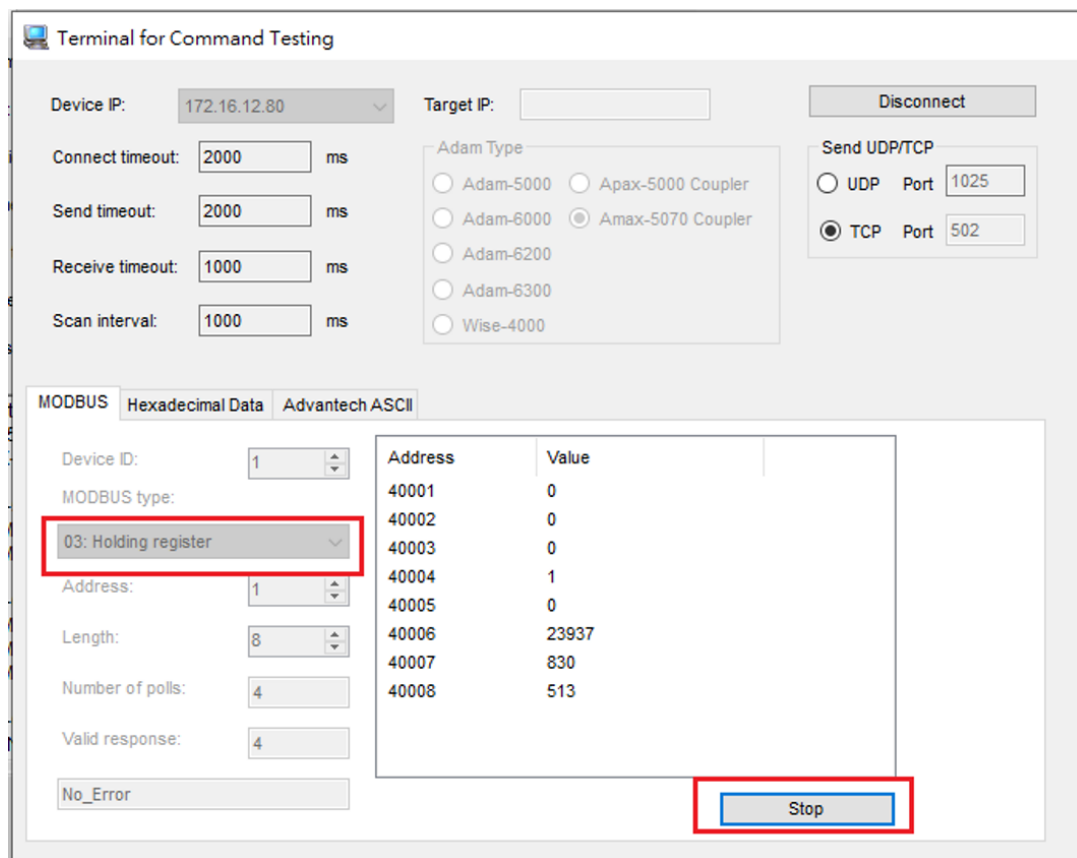 Terminal for Command Testing
Device IP: 172.16.12.80 Target IP: Disconnect
Connect timeout: 2000 ms
Send timeout: 2000 ms
Receive timeout: 1000 ms
Scan interval: 1000 ms
Adam Type
Adam-5000 Apax-5000 Coupler
Adam-6000 Amax-5070 Coupler
Adam-6200
Adam-6300
Wise-4000
Send UDP/TCP
UDP Port 1025
TCP Port 502
MODBUS Hexadecimal Data Advantech ASCII
Device ID: 1
MODBUS type:
03: Holding register
Address: 1
Length: 8
Number of polls: 4
Valid response: 4
No_Error
Address Value
40001 0
40002 0
40003 0
40004 1
40005 0
40006 23937
40007 830
40008 513
Stop